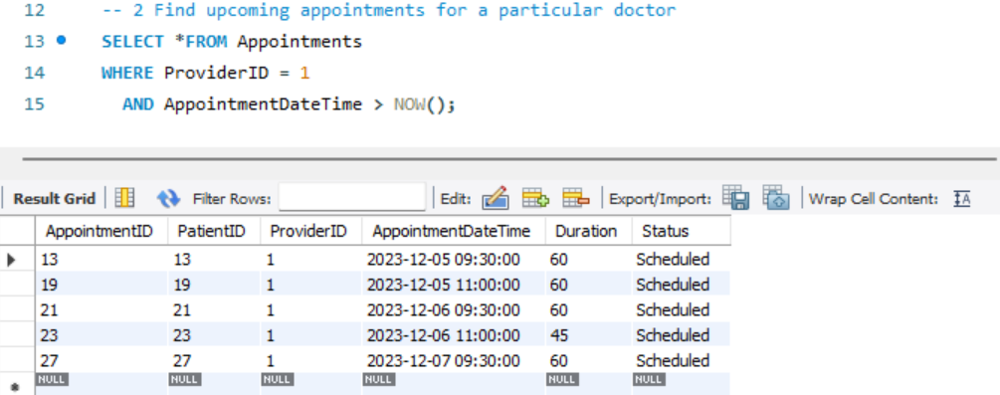 12 -- 2 Find upcoming appointments for a particular doctor
13 SELECT *FROM Appointments
14 WHERE ProviderID = 1
15 AND AppointmentDateTime > NOW();
Result Grid Filter Rows: Edit: Export/Import: Wrap Cell Content:
AppointmentID PatientID ProviderID AppointmentDateTime Duration Status
13 13 1 2023-12-05 09:30:00 60 Scheduled
19 19 1 2023-12-05 11:00:00 60 Scheduled
21 21 1 2023-12-06 09:30:00 60 Scheduled
23 23 1 2023-12-06 11:00:00 45 Scheduled
27 27 1 2023-12-07 09:30:00 60 Scheduled
NULL NULL NULL NULL NULL NULL